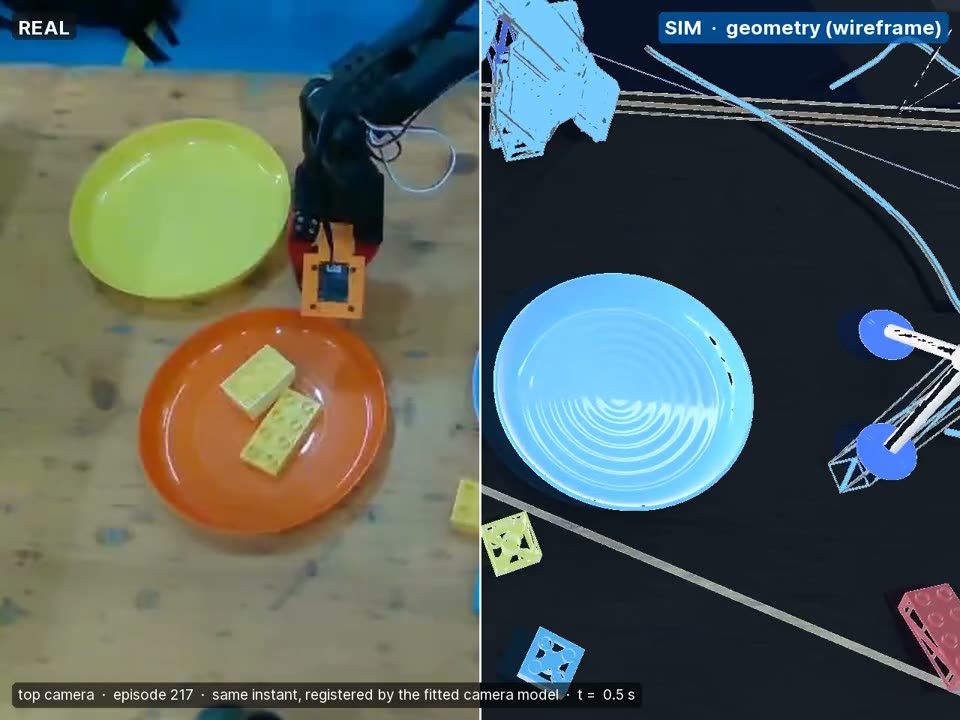 REAL
SIM · geometry (wireframe)
top camera · episode 217 · same instant, registered by the fitted camera model · t = 0.5 s